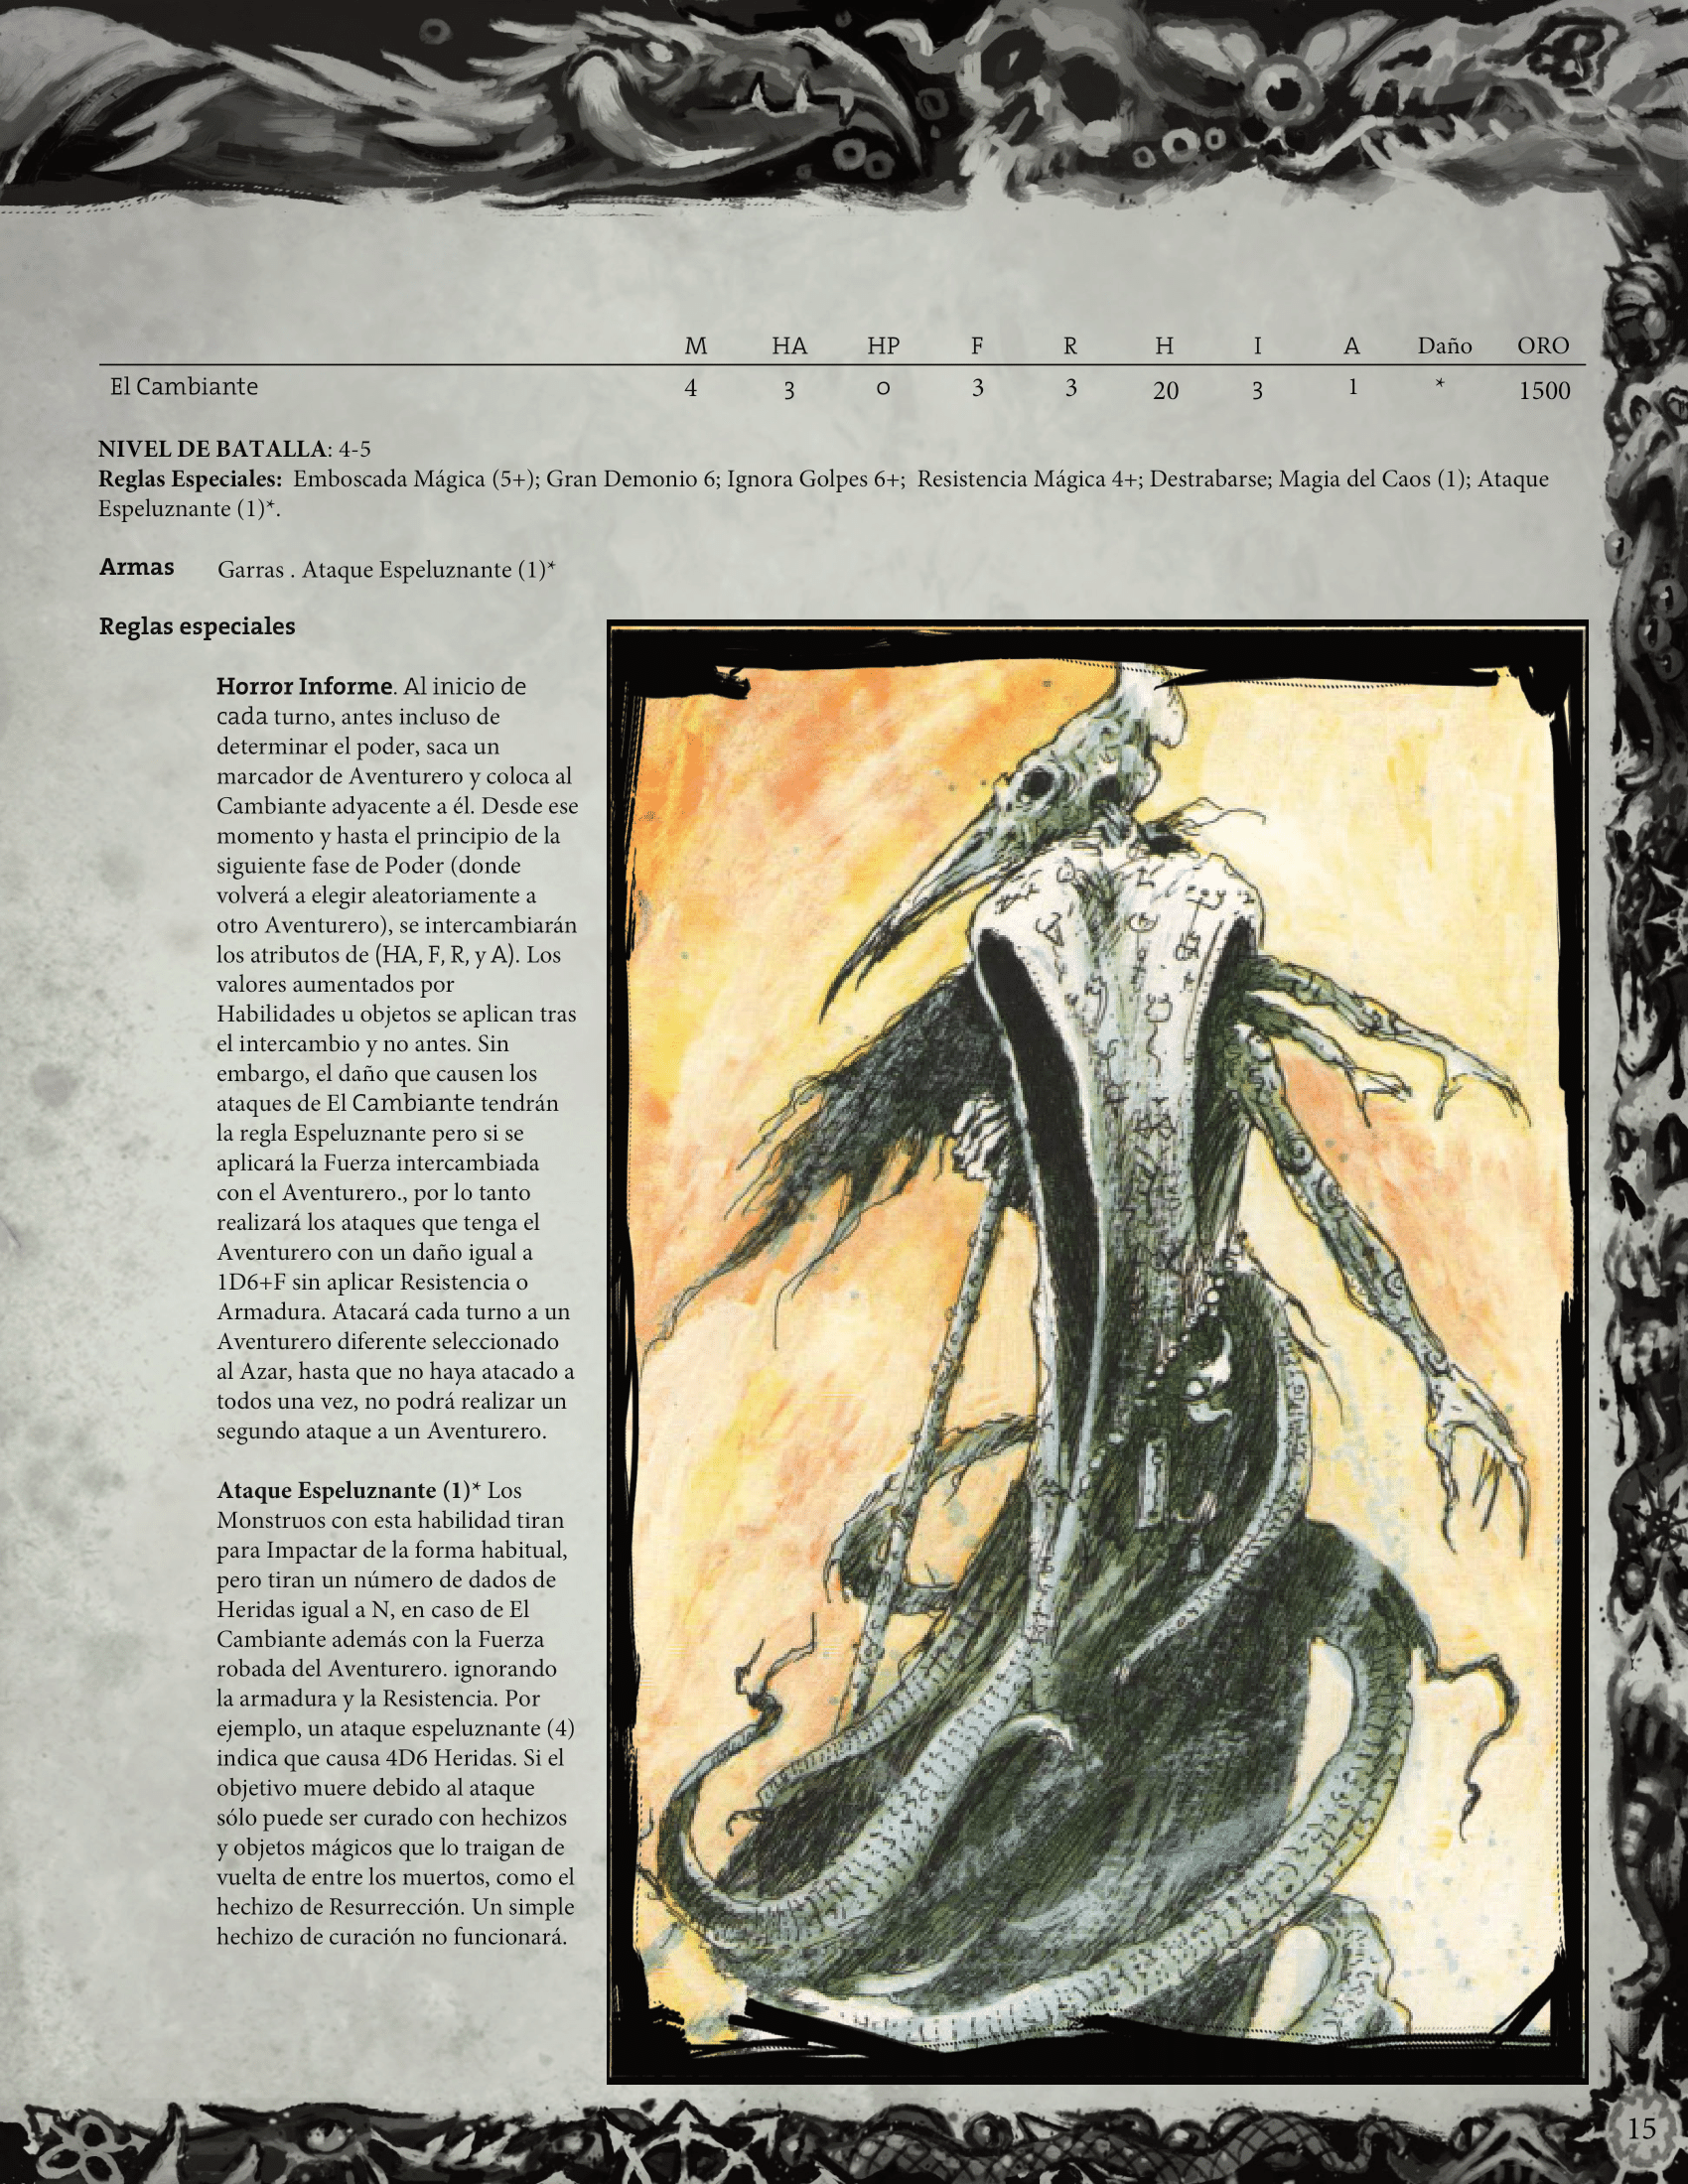 M HA HP F R H I A Daño ORO
El Cambiante 4 3 0 3 3 20 3 1 * 1500
NIVEL DE BATALLA: 4-5
Reglas Especiales: Emboscada Mágica (5+); Gran Demonio 6; Ignora Golpes 6+; Resistencia Mágica 4+; Destrabarse; Magia del Caos (1); Ataque
Espeluznante (1)*.
Armas Garras . Ataque Espeluznante (1)*
Reglas especiales
Horror Informe. Al inicio de
cada turno, antes incluso de
determinar el poder, saca un
marcador de Aventurero y coloca al
Cambiante adyacente a él. Desde ese
momento y hasta el principio de la
siguiente fase de Poder (donde
volverá a elegir aleatoriamente a
otro Aventurero), se intercambiarán
los atributos de (HA, F, R, y A). Los
valores aumentados por
Habilidades u objetos se aplican tras
el intercambio y no antes. Sin
embargo, el daño que causen los
ataques de El Cambiante tendrán
la regla Espeluznante pero si se
aplicará la Fuerza intercambiada
con el Aventurero., por lo tanto
realizará los ataques que tenga el
Aventurero con un daño igual a
1D6+F sin aplicar Resistencia o
Armadura. Atacará cada turno a un
Aventurero diferente seleccionado
al Azar, hasta que no haya atacado a
todos una vez, no podrá realizar un
segundo ataque a un Aventurero.
Ataque Espeluznante (1)* Los
Monstruos con esta habilidad tiran
para Impactar de la forma habitual,
pero tiran un número de dados de
Heridas igual a N, en caso de El
Cambiante además con la Fuerza
robada del Aventurero. ignorando
la armadura y la Resistencia. Por
ejemplo, un ataque espeluznante (4)
indica que causa 4D6 Heridas. Si el
objetivo muere debido al ataque
sólo puede ser curado con hechizos
y objetos mágicos que lo traigan de
vuelta de entre los muertos, como el
hechizo de Resurrección. Un simple
hechizo de curación no funcionará.
15